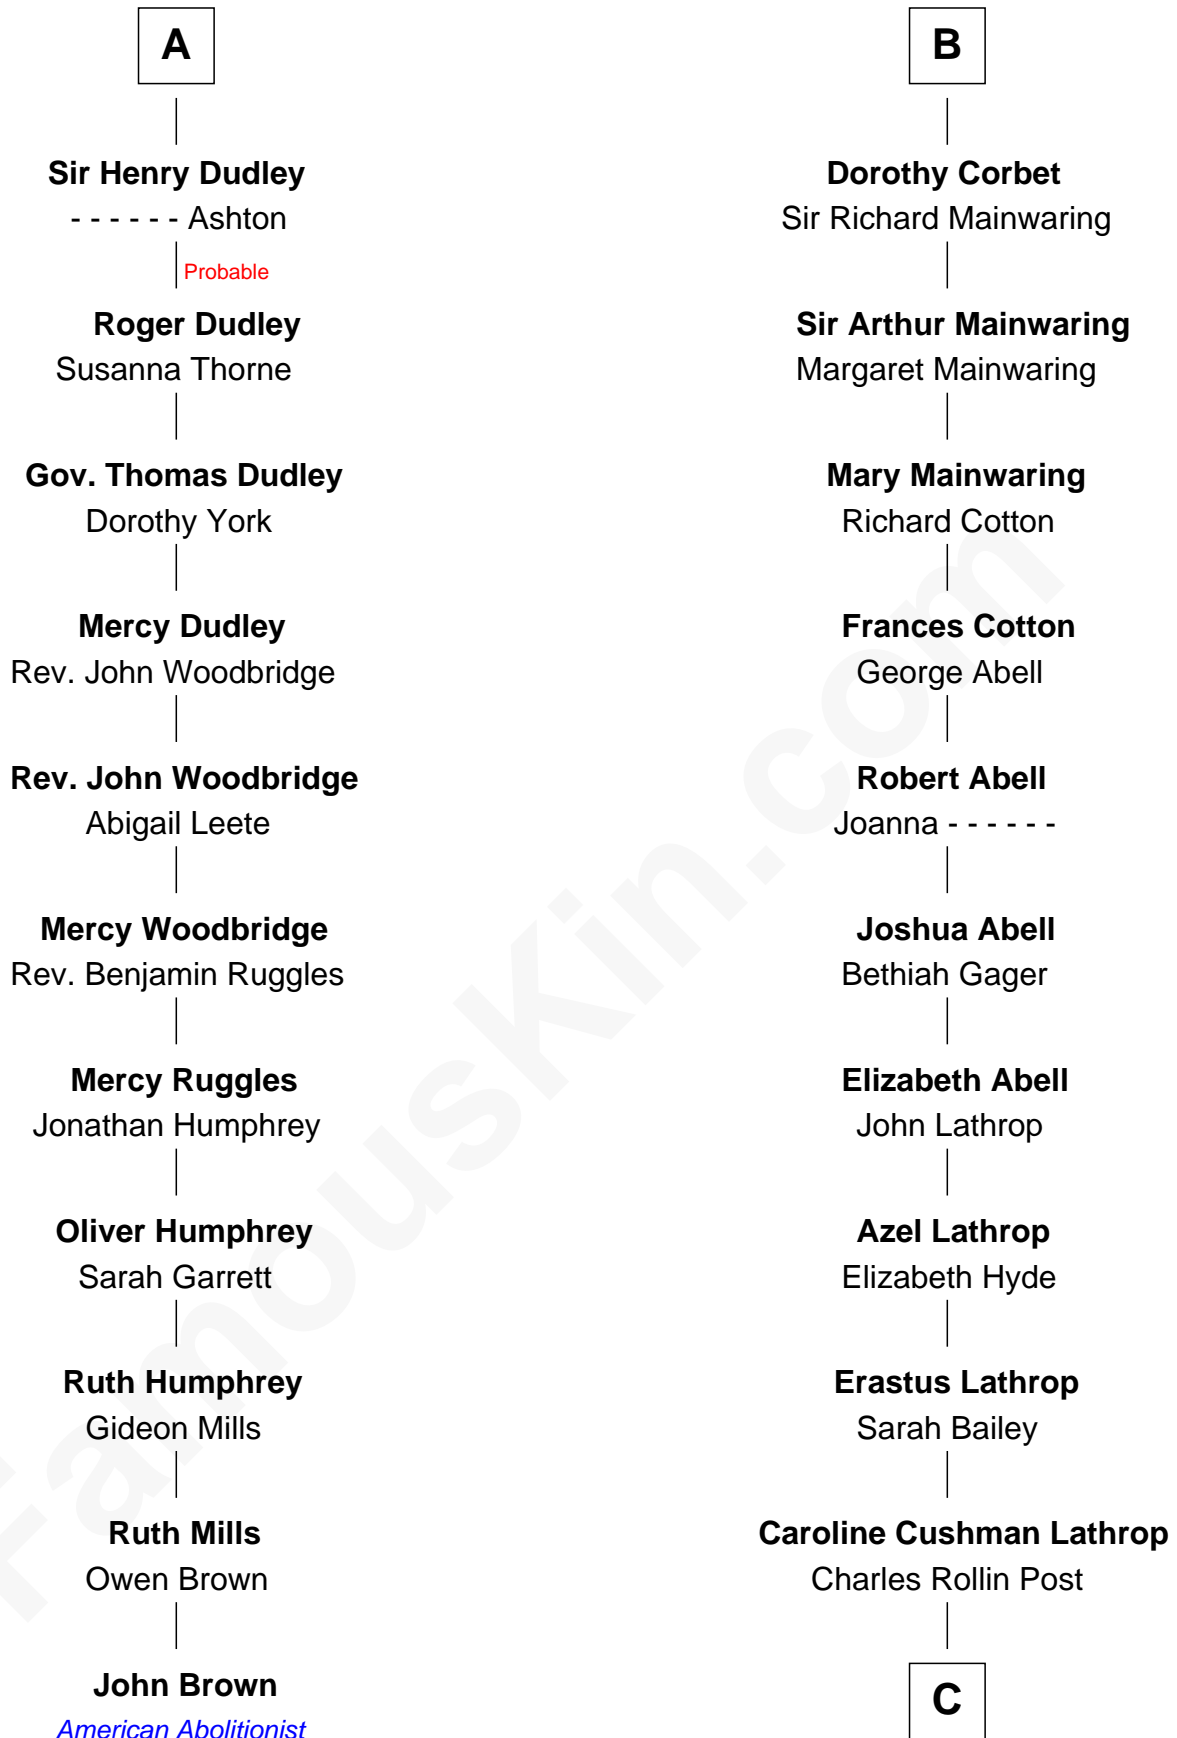 A
Sir Henry Dudley
- - - - - - Ashton
Probable
Roger Dudley
Susanna Thorne
Gov. Thomas Dudley
Dorothy York
Mercy Dudley
Rev. John Woodbridge
Rev. John Woodbridge
Abigail Leete
Mercy Woodbridge
Rev. Benjamin Ruggles
Mercy Ruggles
Jonathan Humphrey
Oliver Humphrey
Sarah Garrett
Ruth Humphrey
Gideon Mills
Ruth Mills
Owen Brown
John Brown
American Abolitionist
B
Dorothy Corbet
Sir Richard Mainwaring
Sir Arthur Mainwaring
Margaret Mainwaring
Mary Mainwaring
Richard Cotton
Frances Cotton
George Abell
Robert Abell
Joanna - - - - - -
Joshua Abell
Bethiah Gager
Elizabeth Abell
John Lathrop
Azel Lathrop
Elizabeth Hyde
Erastus Lathrop
Sarah Bailey
Caroline Cushman Lathrop
Charles Rollin Post
C
FamousKin.com